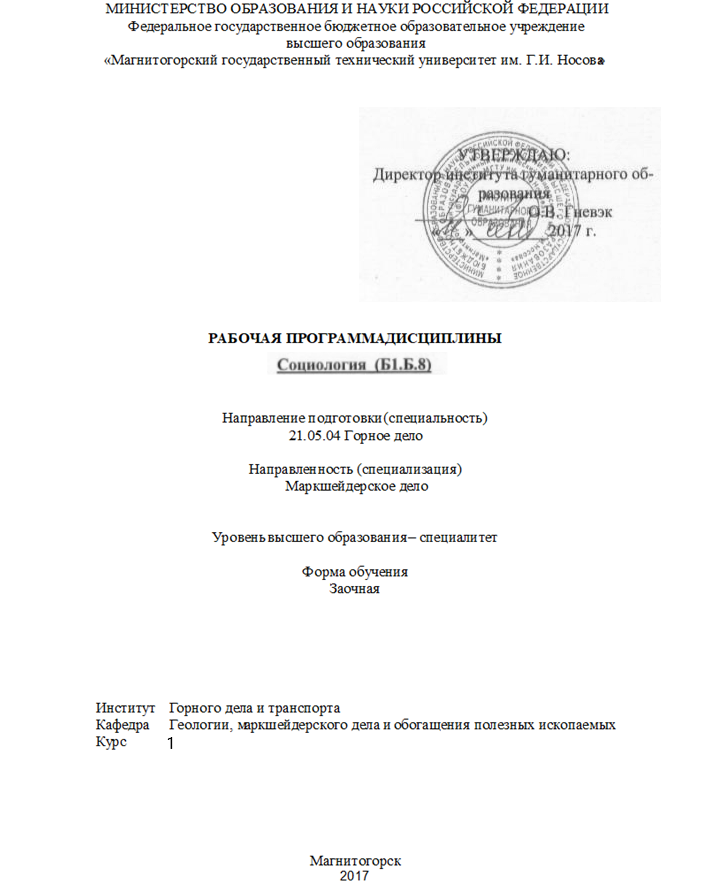 МИНИСТЕРСТВО ОБРАЗОВАНИЯ И НАУКИ РОССИЙСКОЙ ФЕДЕРАЦИИ
Федеральное государственное бюджетное образовательное учреждение
высшего образования
«Магнитогорский государственный технический университет им. Г.И. Носова»
УТВЕРЖДАЮ:
Директор института гуманитарного об-
разования
О.В. Гневэк
2017 г.
РАБОЧАЯ ПРОГРАММАДИСЦИПЛИНЫ
Социология (Б1.Б.8)
Направление подготовки (специальность)
21.05.04 Горное дело
Направленность (специализация)
Маркшейдерское дело
Уровень высшего образования – специалитет
Форма обучения
Заочная
Институт Горного дела и транспорта
Кафедра Геологии, маркшейдерского дела и обогащения полезных ископаемых
Курс 1
Магнитогорск
2017